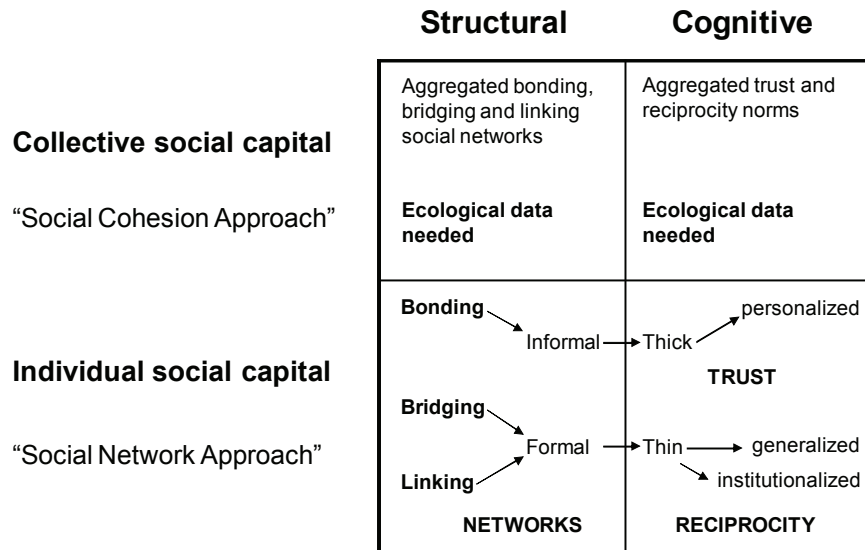 Structural
Cognitive
Aggregated bonding,
bridging and linking
social networks
Aggregated trust and
reciprocity norms
Collective social capital
“Social Cohesion Approach”
Ecological data
needed
Ecological data
needed
Bonding
personalized
Informal
Thick
Individual social capital
TRUST
Bridging
“Social Network Approach”
Formal
Thin
generalized
Linking
institutionalized
NETWORKS
RECIPROCITY